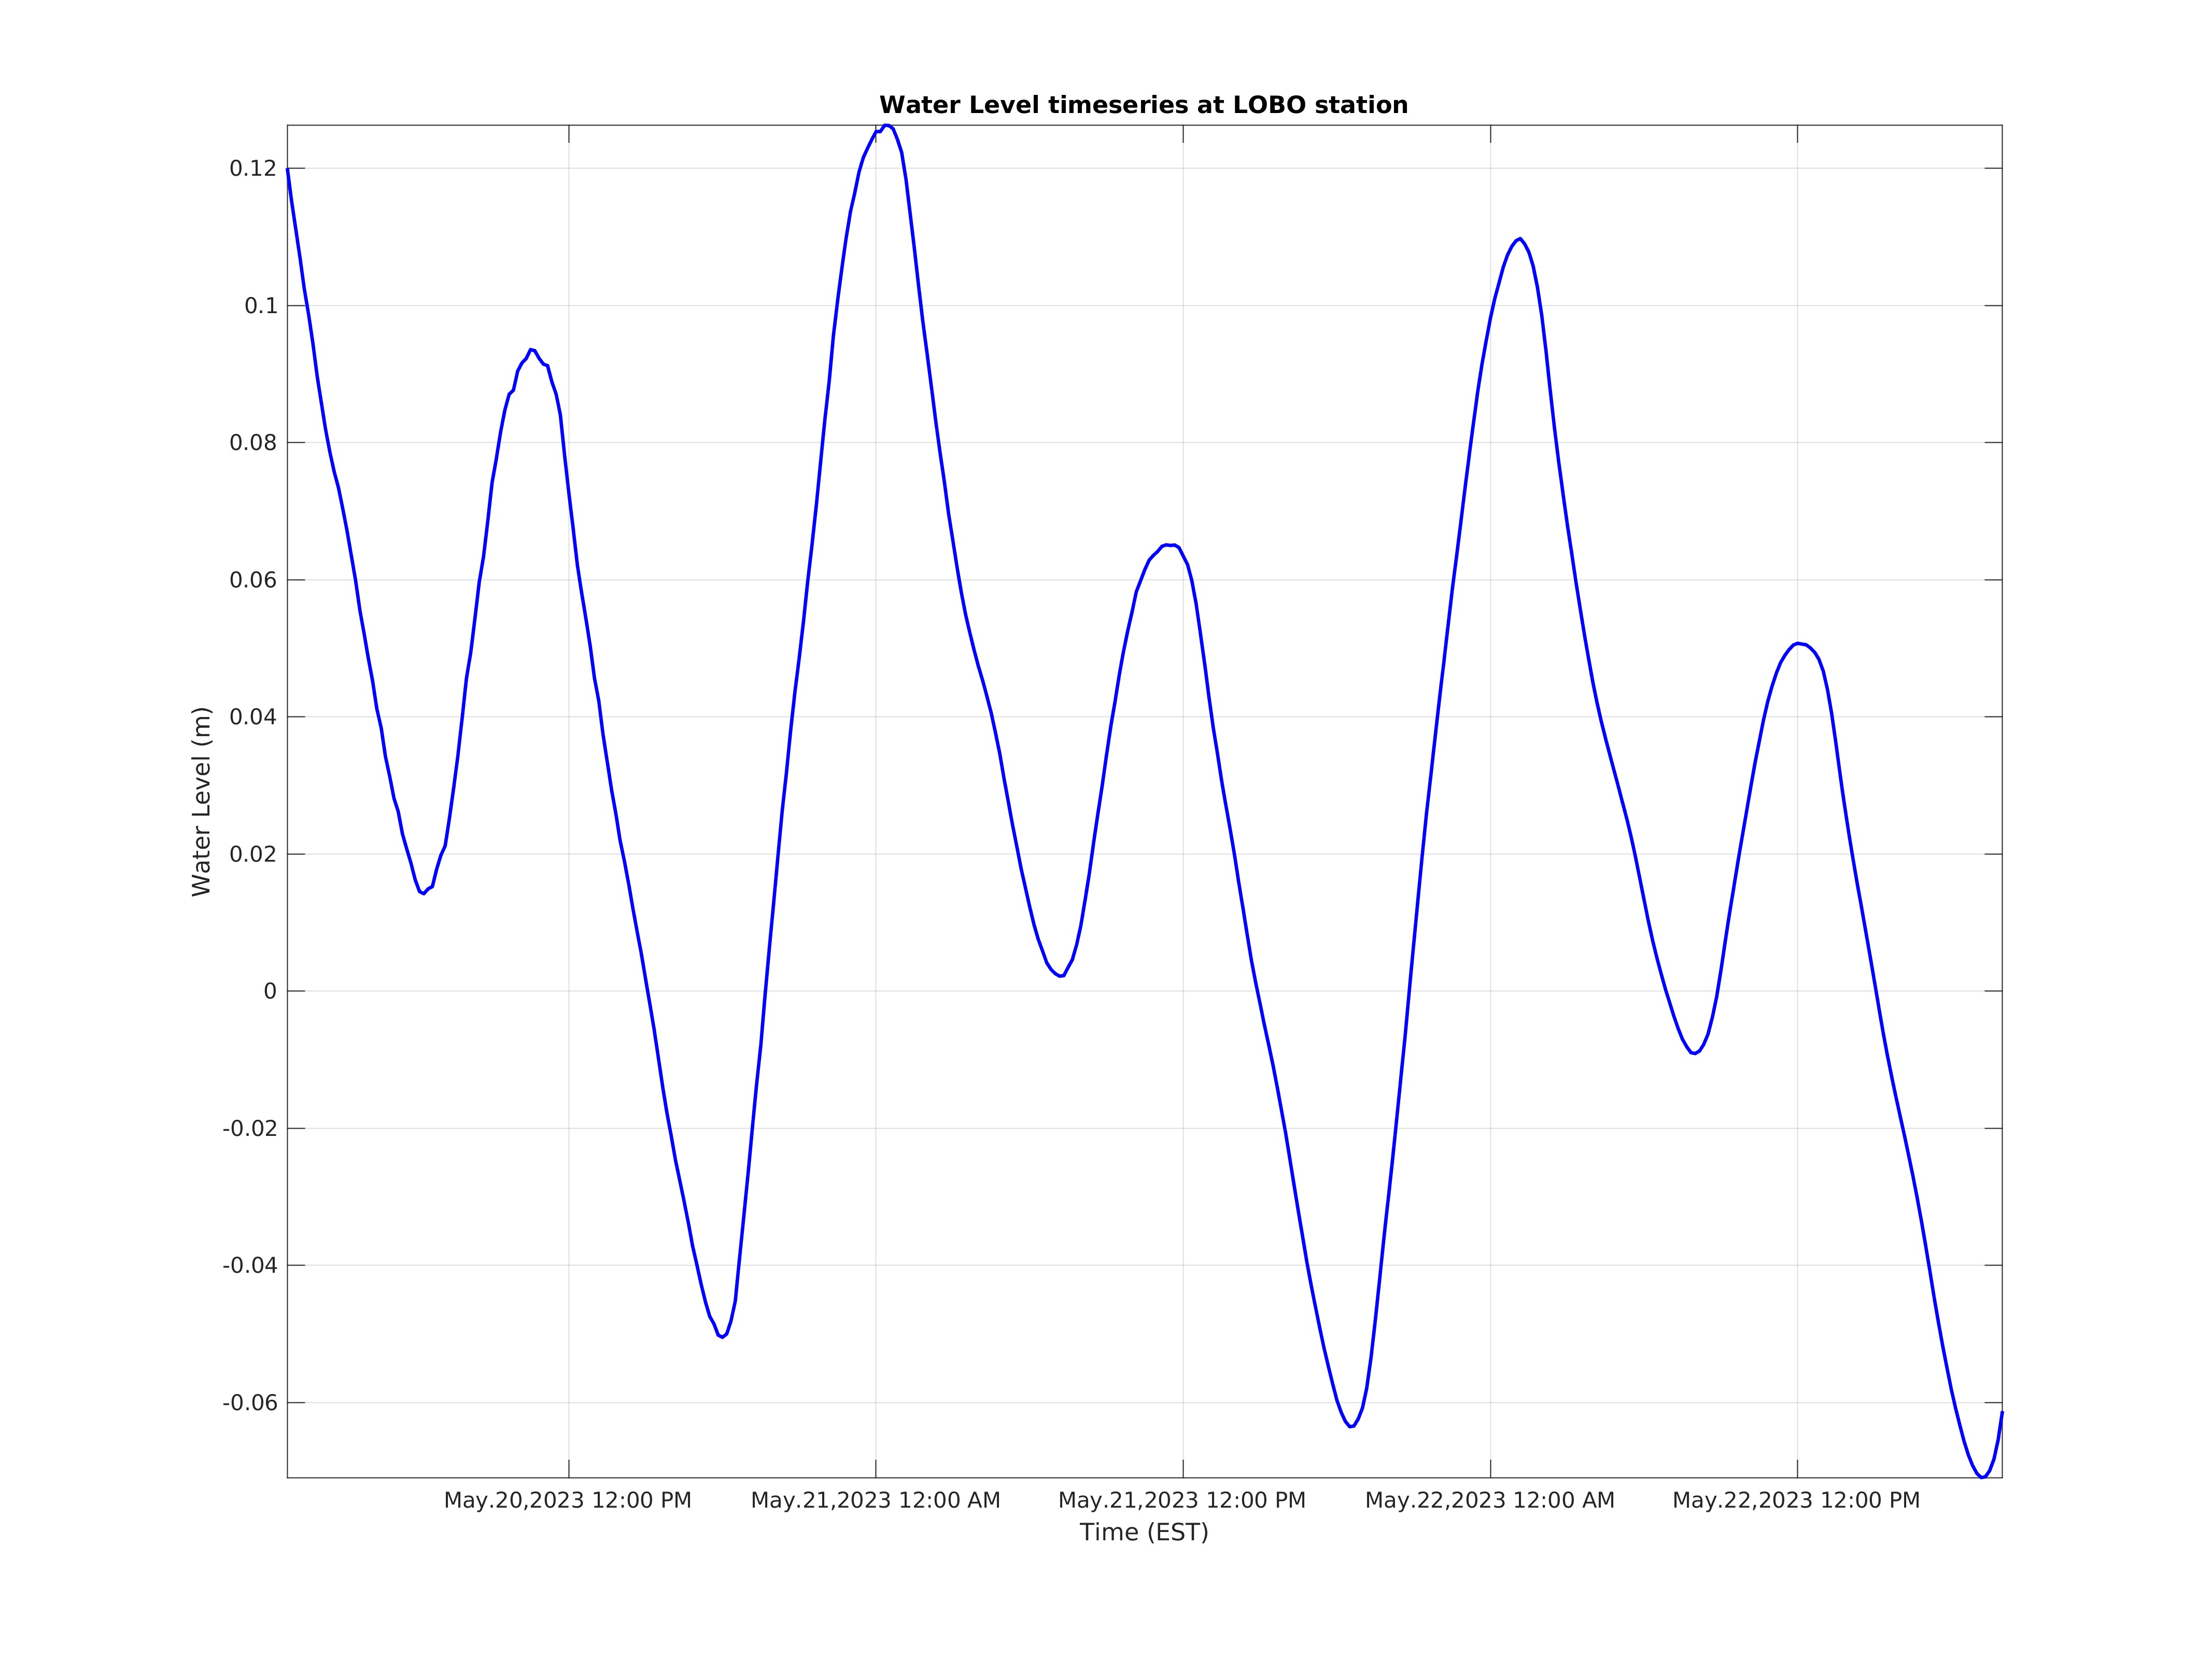 Water Level timeseries at LOBO station
0.12
0.1
0.08
0.06
0.04
0.02
0
-0.02
-0.04
-0.06
Water Level (m)
May.20,2023 12:00 PM
May.21,2023 12:00 AM
May.21,2023 12:00 PM
May.22,2023 12:00 AM
May.22,2023 12:00 PM
Time (EST)